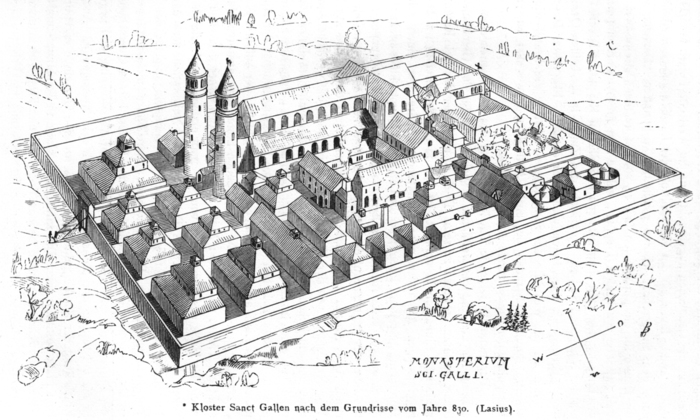 MONASTERIVM
SCI. GALLI.
W
* Kloster Sanct Gallen nach dem Grundrisse vom Jahre 830. (Lasius).